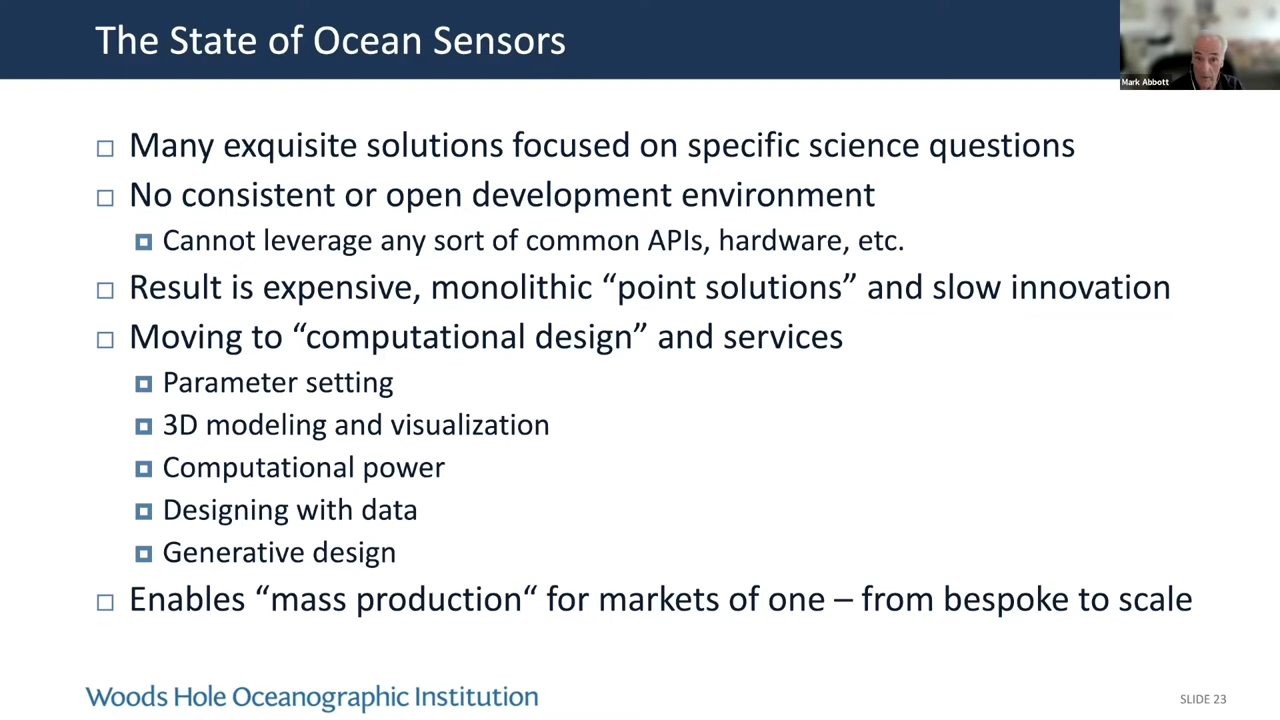 The State of Ocean Sensors
Mark Abbott
Many exquisite solutions focused on specific science questions
No consistent or open development environment
Cannot leverage any sort of common APIs, hardware, etc.
Result is expensive, monolithic “point solutions” and slow innovation
Moving to “computational design” and services
Parameter setting
3D modeling and visualization
Computational power
Designing with data
Generative design
Enables “mass production“ for markets of one – from bespoke to scale
Woods Hole Oceanographic Institution
SLIDE 23